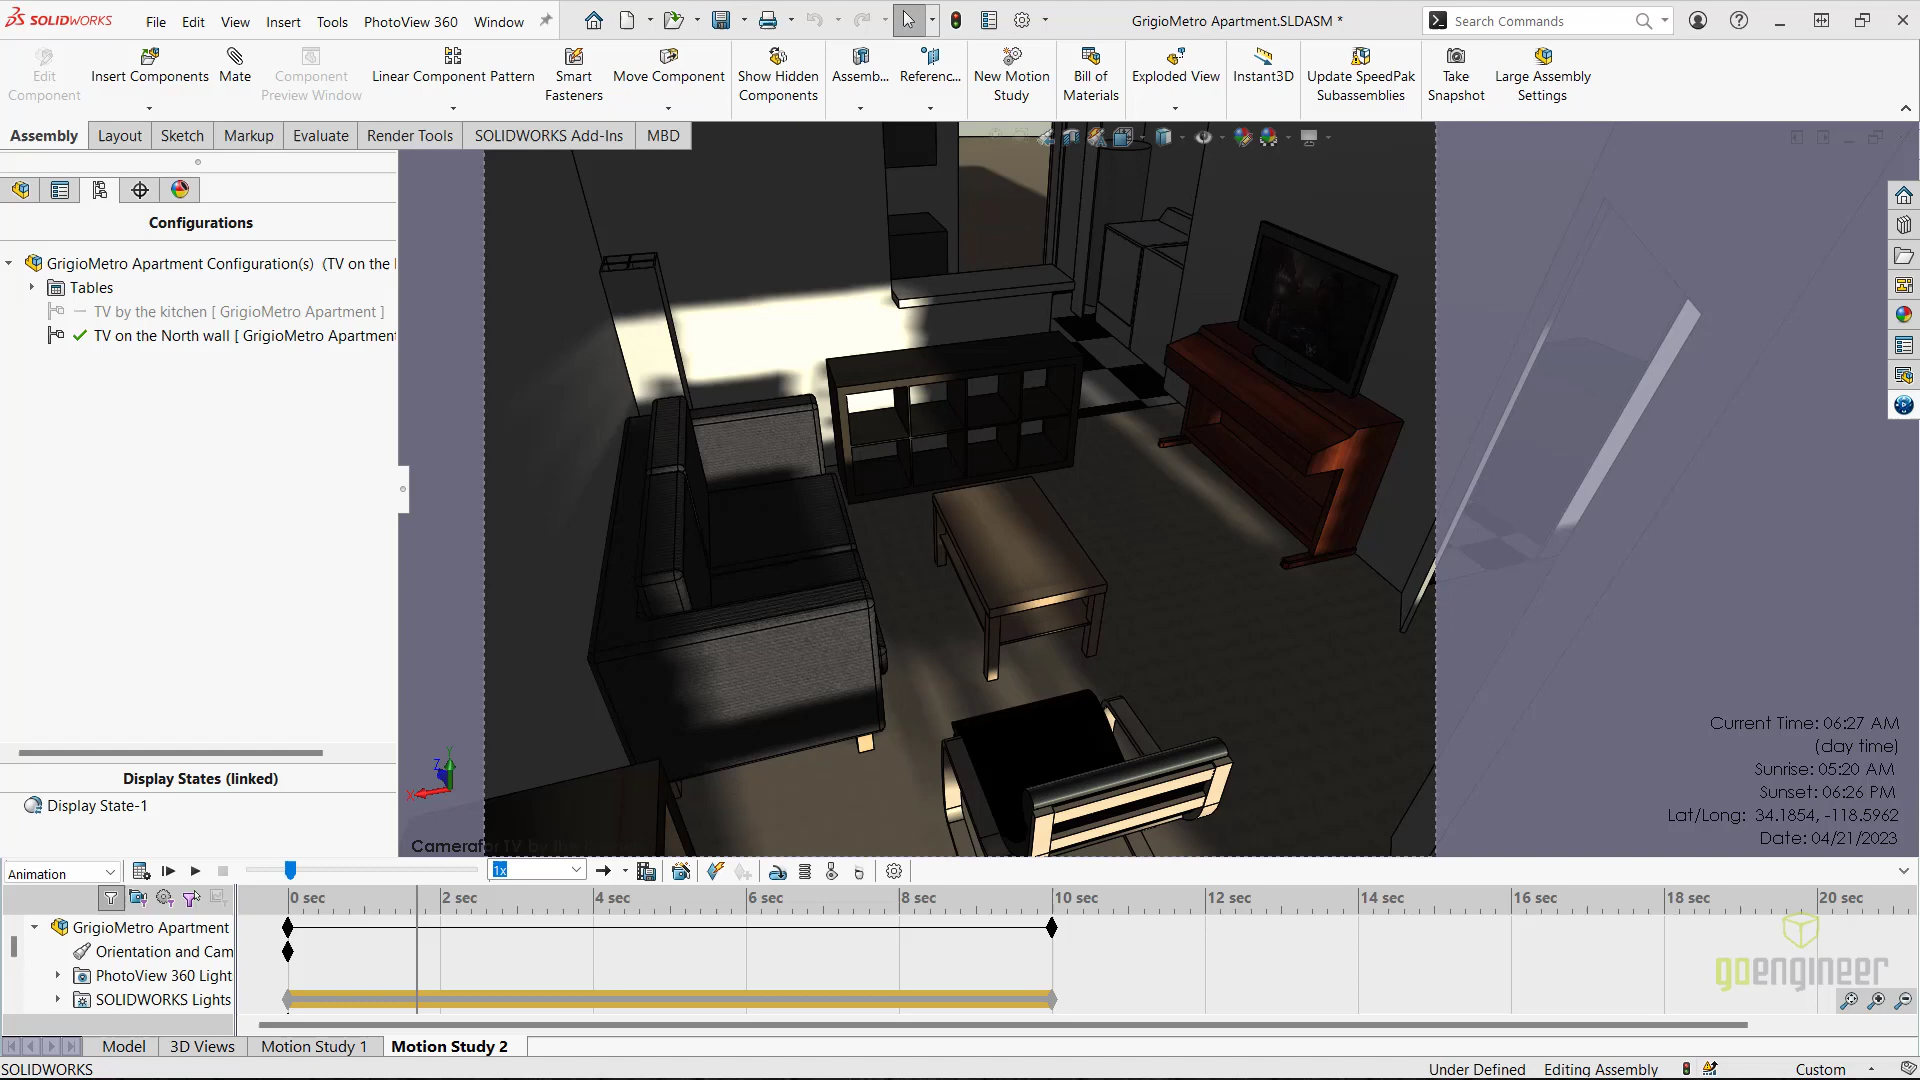 SOLIDWORKS File Edit View Insert Tools PhotoView 360 Window GrigioMetro Apartment.SLDASM * Search Commands
Edit Component
Insert Components
Mate
Component Preview Window
Linear Component Pattern
Smart Fasteners
Move Component
Show Hidden Components
Assemb...
Referenc...
New Motion Study
Bill of Materials
Exploded View
Instant3D
Update SpeedPak Subassemblies
Take Snapshot
Large Assembly Settings
Assembly Layout Sketch Markup Evaluate Render Tools SOLIDWORKS Add-Ins MBD
Configurations
GrigioMetro Apartment Configuration(s) (TV on the
Tables
TV by the kitchen [ GrigioMetro Apartment ]
TV on the North wall [ GrigioMetro Apartment
Display States (linked)
Display State-1
Y
Z
X
Current Time: 06:27 AM
(day time)
Sunrise: 05:20 AM
Sunset: 06:26 PM
Lat/Long: 34.1854, -118.5962
Date: 04/21/2023
Camera for TV by the
Animation 1x
0 sec 2 sec 4 sec 6 sec 8 sec 10 sec 12 sec 14 sec 16 sec 18 sec 20 sec
GrigioMetro Apartment
Orientation and Cam
PhotoView 360 Light
SOLIDWORKS Lights
goengineer
Model 3D Views Motion Study 1 Motion Study 2
SOLIDWORKS Under Defined Editing Assembly Custom